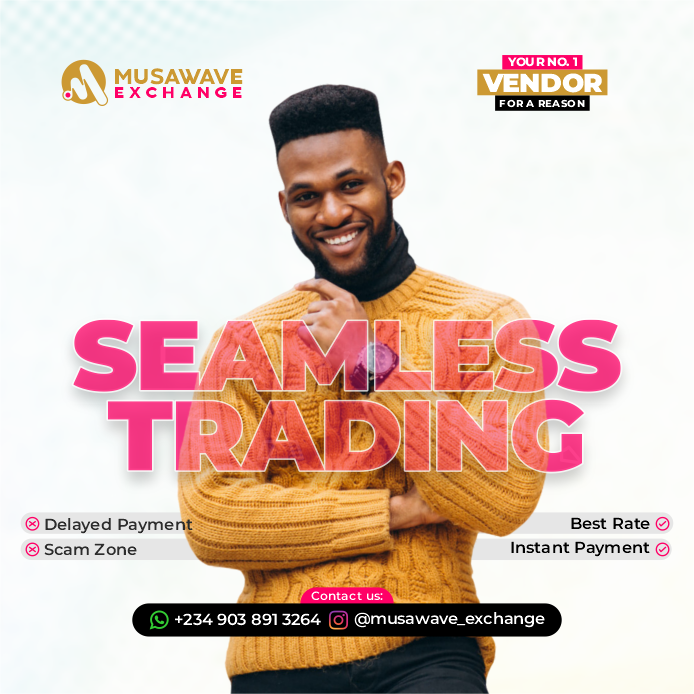 MUSAWAVE
EXCHANGE
YOUR NO. 1
VENDOR
FOR A REASON
SEAMLESS
TRADING
Delayed Payment
Scam Zone
Best Rate
Instant Payment
Contact us:
+234 903 891 3264 @musawave_exchange